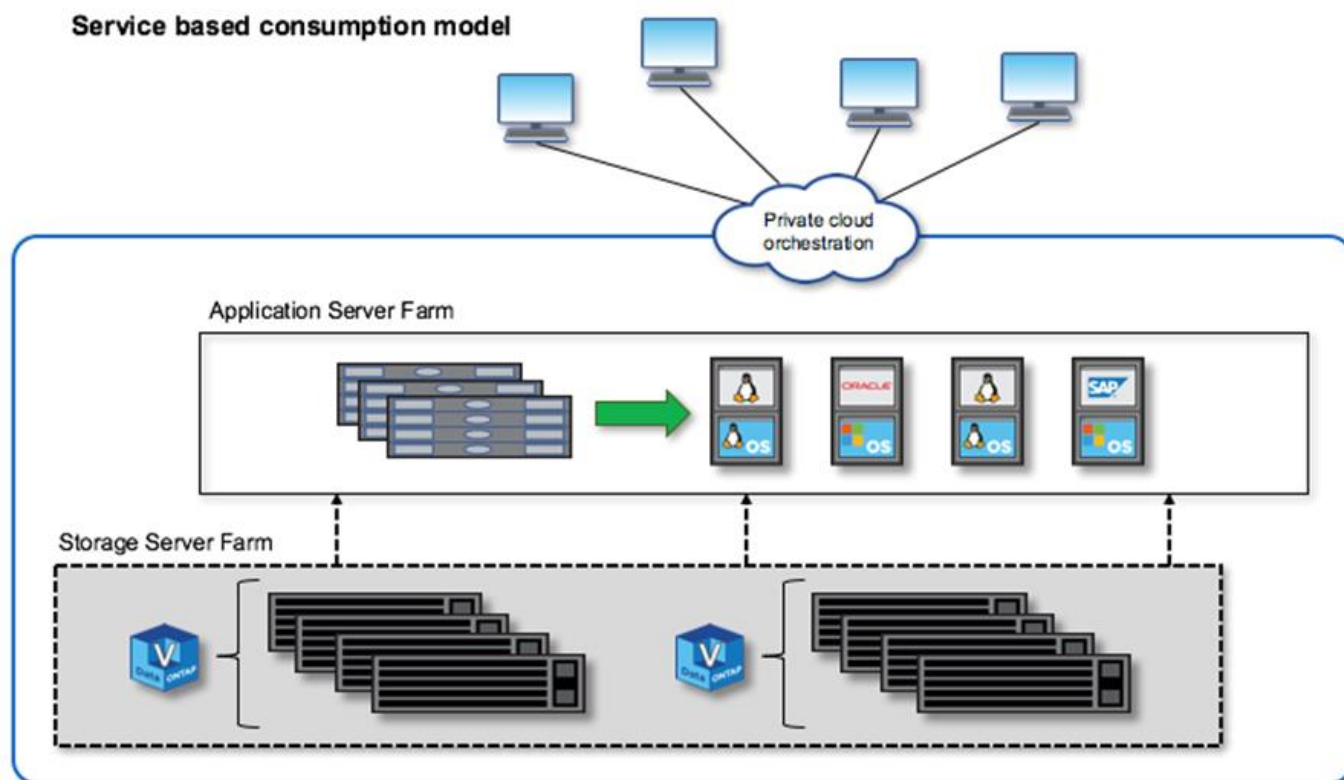 Service based consumption model
Private cloud
orchestration
Application Server Farm
ORACLE
SAP
OS
OS
OS
OS
Storage Server Farm
V
Data ONTAP
V
Data ONTAP